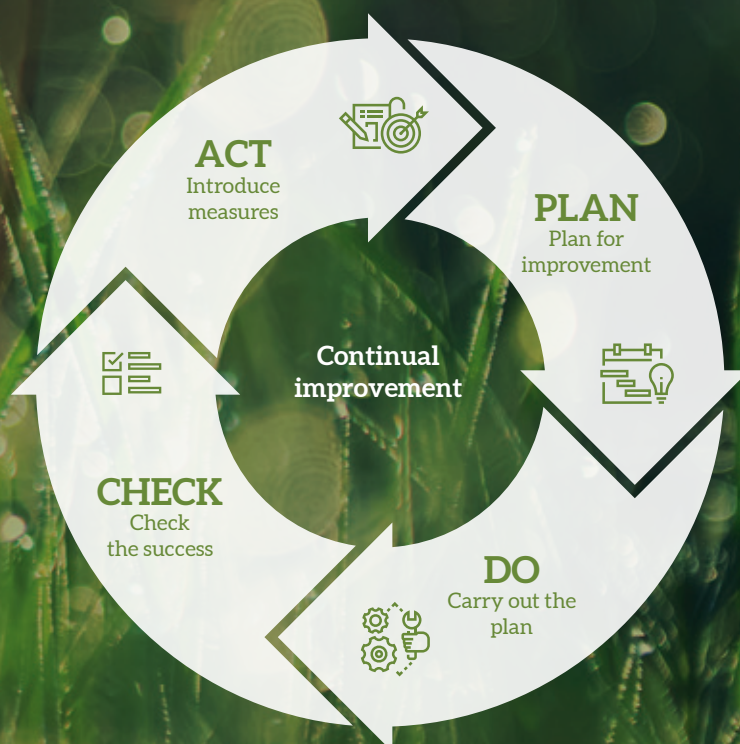 ACT
Introduce
measures
PLAN
Plan for
improvement
Continual
improvement
CHECK
Check
the success
DO
Carry out the
plan